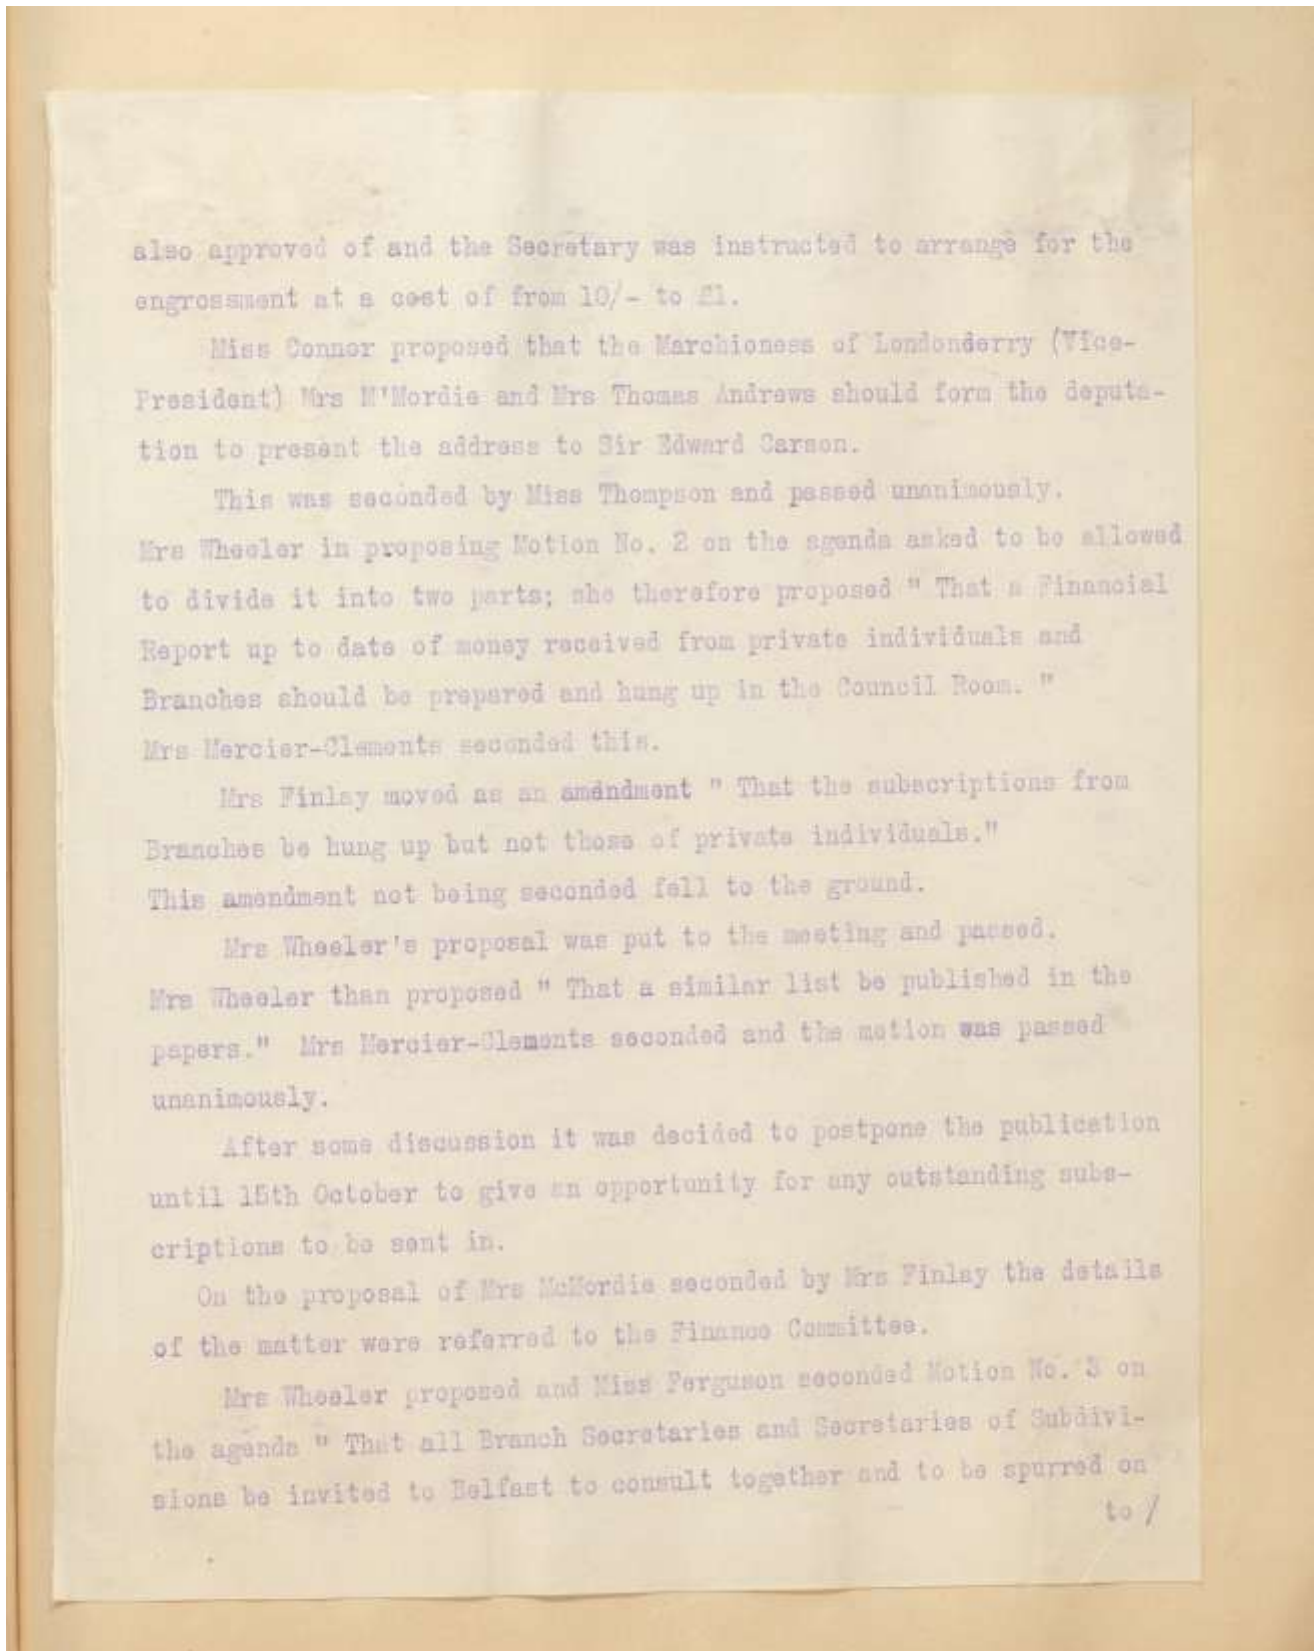 also approved of and the Secretary was instructed to arrange for the
engrossment at a cost of from 10/- to £1.
Miss Connor proposed that the Marchioness of Londonderry (Vice-
President) Mrs M'Mordie and Mrs Thomas Andrews should form the deputa-
tion to present the address to Sir Edward Carson.
This was seconded by Miss Thompson and passed unanimously.
Mrs Wheeler in proposing Motion No. 2 on the agenda asked to be allowed
to divide it into two parts; she therefore proposed " That a Financial
Report up to date of money received from private individuals and
Branches should be prepared and hung up in the Council Room. "
Mrs Mercier-Clements seconded this.
Mrs Finlay moved as an amendment " That the subscriptions from
Branches be hung up but not those of private individuals."
This amendment not being seconded fell to the ground.
Mrs Wheeler's proposal was put to the meeting and passed.
Mrs Wheeler than proposed " That a similar list be published in the
papers." Mrs Mercier-Clements seconded and the motion was passed
unanimously.
After some discussion it was decided to postpone the publication
until 15th October to give an opportunity for any outstanding subs-
criptions to be sent in.
On the proposal of Mrs McMordie seconded by Mrs Finlay the details
of the matter were referred to the Finance Committee.
Mrs Wheeler proposed and Miss Ferguson seconded Motion No. 3 on
the agenda " That all Branch Secretaries and Secretaries of Subdivi-
sions be invited to Belfast to consult together and to be spurred on
to /